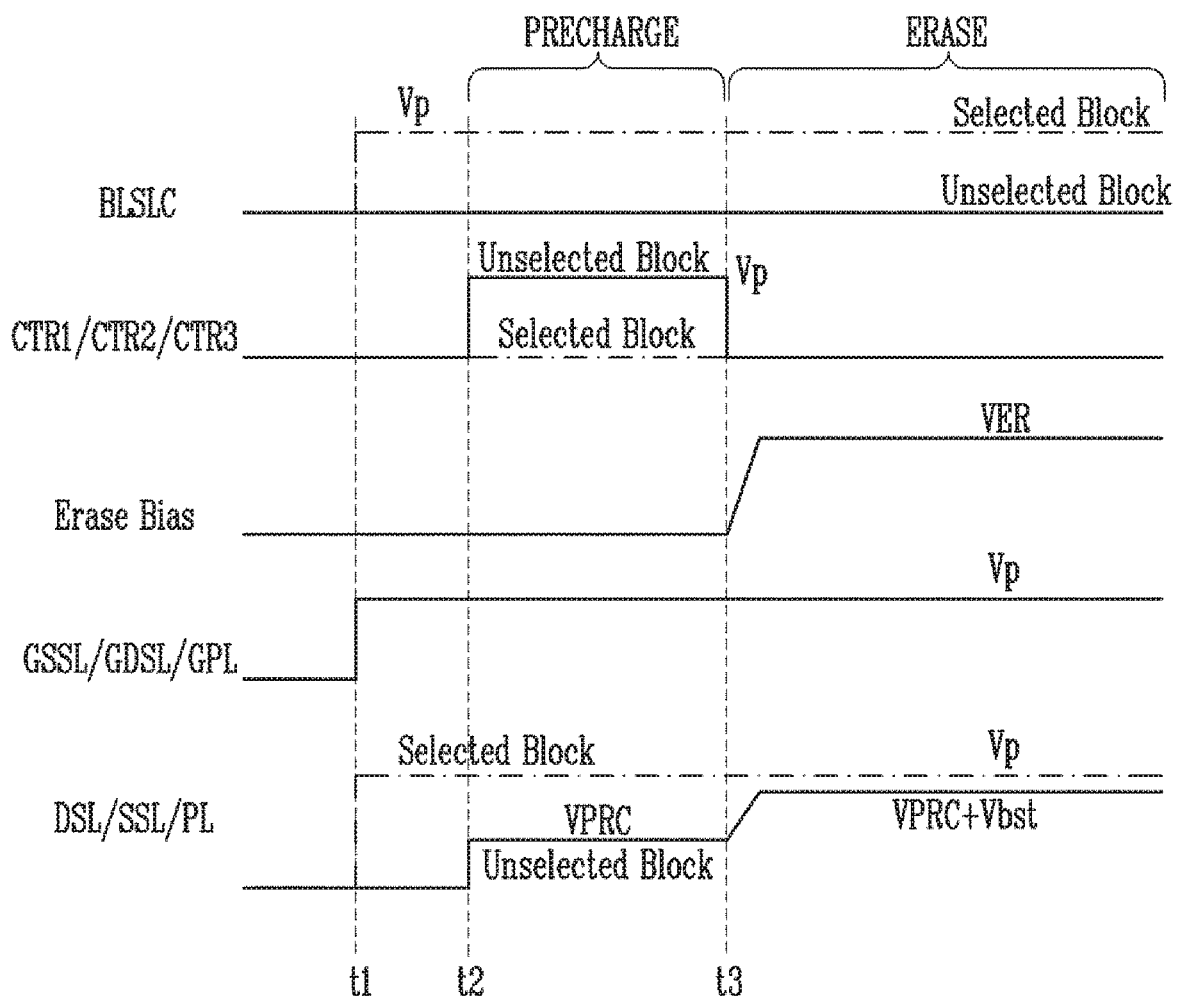 PRECHARGE ERASE
Vp Selected Block
BLSLC Unselected Block
Unselected Block Vp
CTR1/CTR2/CTR3 Selected Block
VER
Erase Bias
Vp
GSSL/GDSL/GPL
Selected Block Vp
DSL/SSL/PL VPRC VPRC+Vbst
Unselected Block
t1 t2 t3